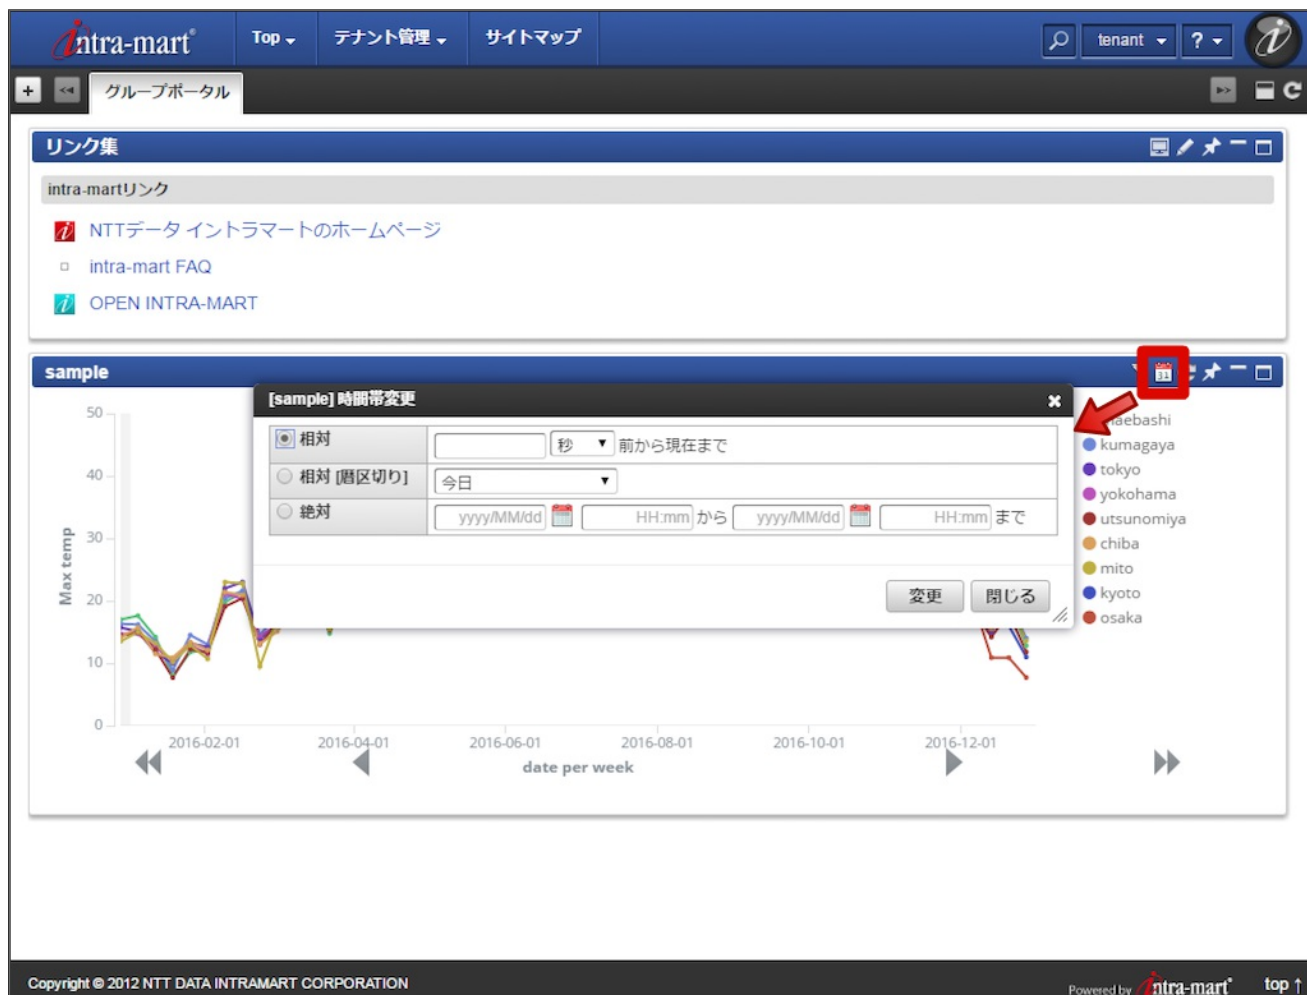 intra-mart® Top テナント管理 サイトマップ tenant ?
グループポータル
リンク集
intra-martリンク
NTTデータ イントラマートのホームページ
intra-mart FAQ
OPEN INTRA-MART
sample
31
[sample] 時間帯変更
相対 秒 前から現在まで
相対 [暦区切り] 今日
絶対 yyyy/MM/dd HH:mm から yyyy/MM/dd HH:mm まで
変更 閉じる
50
40
30
20
10
0
Max temp
2016-02-01 2016-04-01 2016-06-01 2016-08-01 2016-10-01 2016-12-01
date per week
kumagaya
tokyo
yokohama
utsunomiya
chiba
mito
kyoto
osaka
Copyright © 2012 NTT DATA INTRAMART CORPORATION
Powered by intra-mart® top ↑